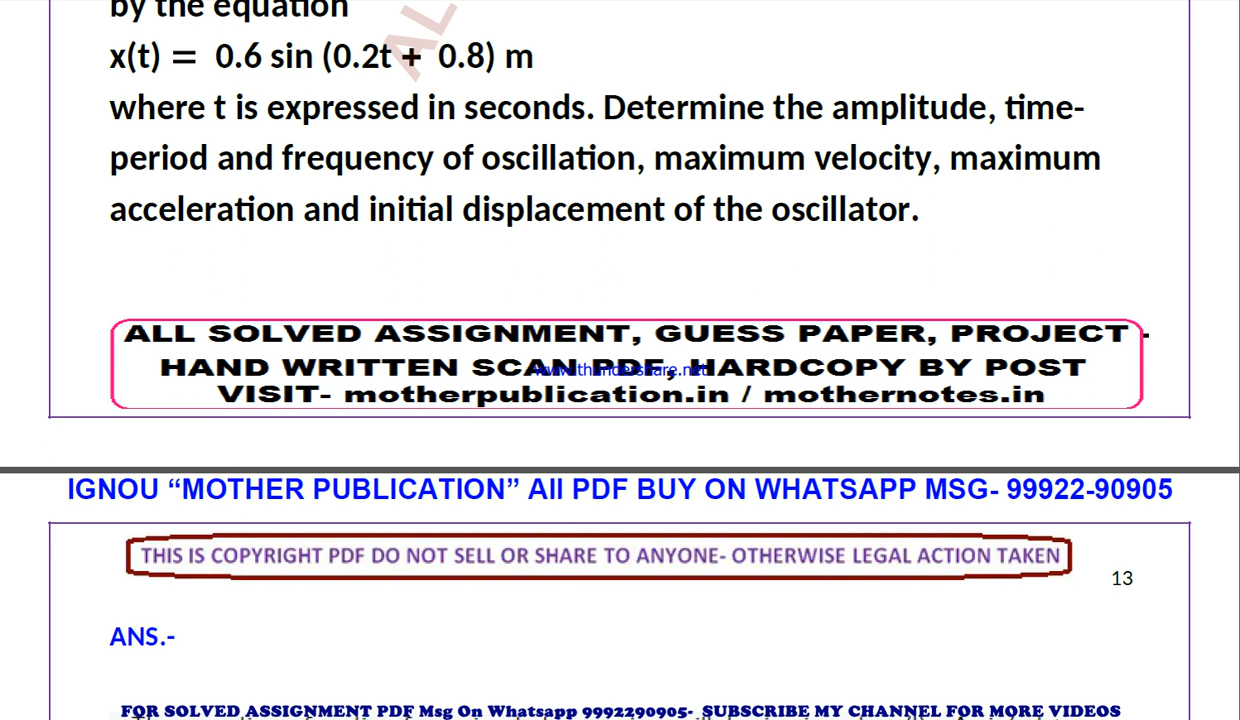 by the equation
x(t) = 0.6 sin (0.2t + 0.8) m
where t is expressed in seconds. Determine the amplitude, time-
period and frequency of oscillation, maximum velocity, maximum
acceleration and initial displacement of the oscillator.
AL
ALL SOLVED ASSIGNMENT, GUESS PAPER, PROJECT -
HAND WRITTEN SCAN PDF, HARDCOPY BY POST
www.thundershare.net
VISIT- motherpublication.in / mothernotes.in
IGNOU “MOTHER PUBLICATION” All PDF BUY ON WHATSAPP MSG- 99922-90905
THIS IS COPYRIGHT PDF DO NOT SELL OR SHARE TO ANYONE- OTHERWISE LEGAL ACTION TAKEN
13
ANS.-
FOR SOLVED ASSIGNMENT PDF Msg On Whatsapp 9992290905- SUBSCRIBE MY CHANNEL FOR MORE VIDEOS